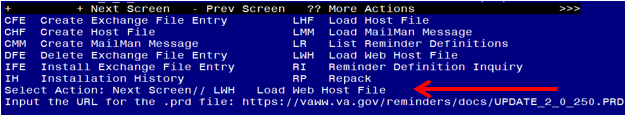 + + Next Screen - Prev Screen ?? More Actions >>>
CFE Create Exchange File Entry LHF Load Host File
CHF Create Host File LMM Load MailMan Message
CMM Create MailMan Message LR List Reminder Definitions
DFE Delete Exchange File Entry LWH Load Web Host File
IFE Install Exchange File Entry RI Reminder Definition Inquiry
IH Installation History RP Repack
Select Action: Next Screen// LWH Load Web Host File
Input the URL for the .prd file: https://vaww.va.gov/reminders/docs/UPDATE_2_0_250.PRD